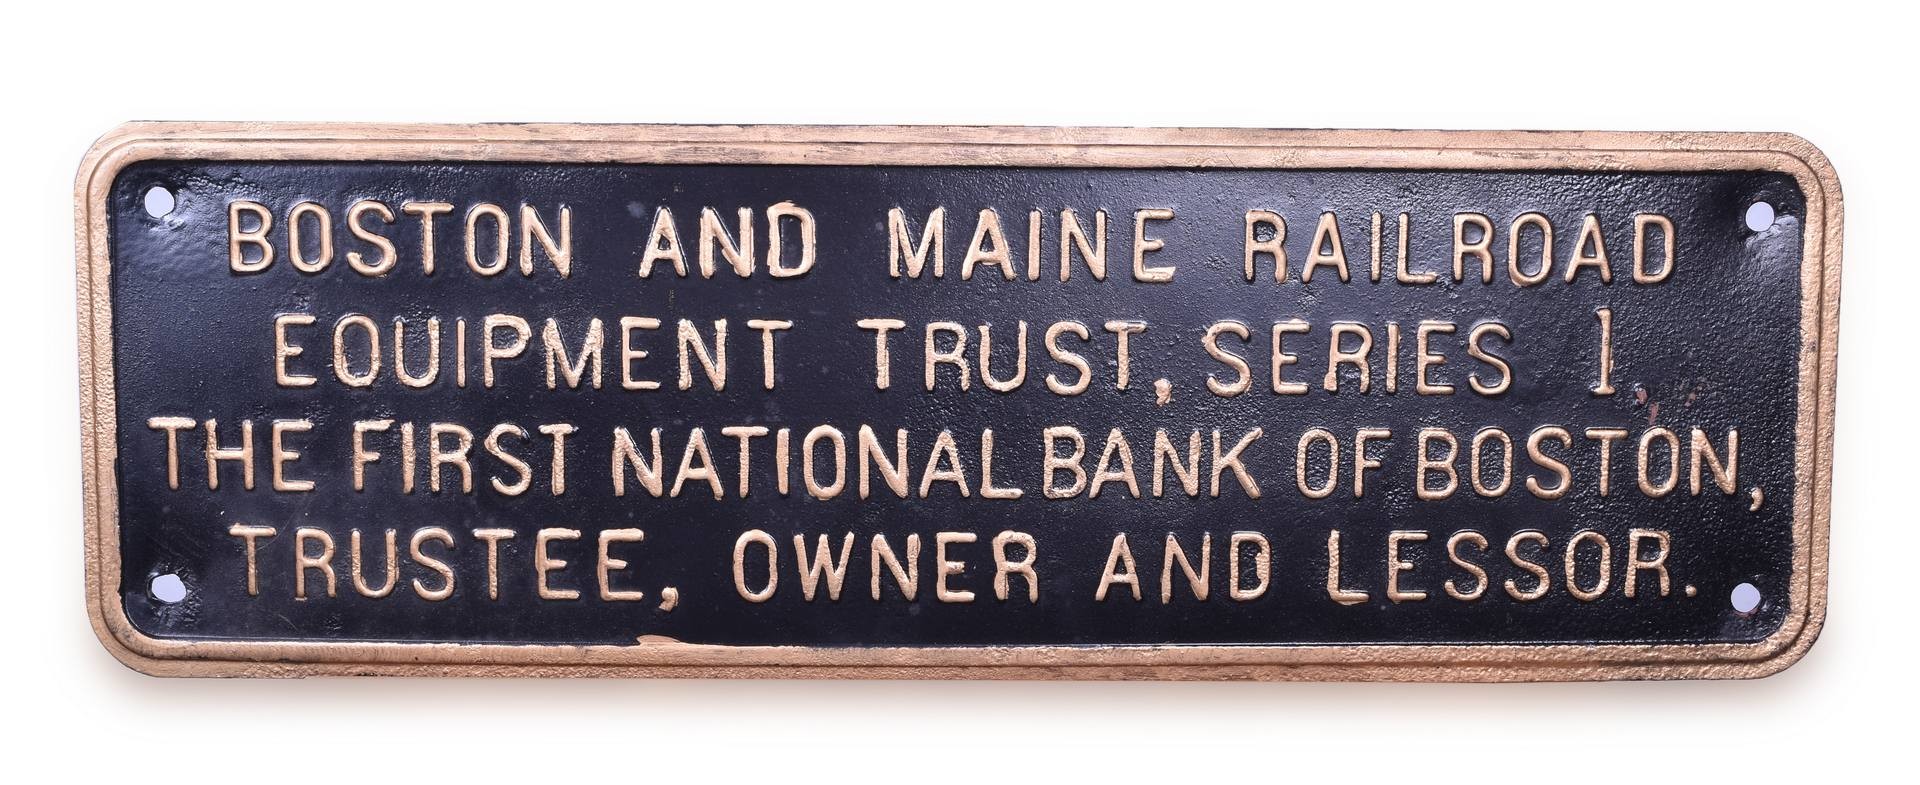 BOSTON AND MAINE RAILROAD
EQUIPMENT TRUST, SERIES 1
THE FIRST NATIONAL BANK OF BOSTON,
TRUSTEE, OWNER AND LESSOR.